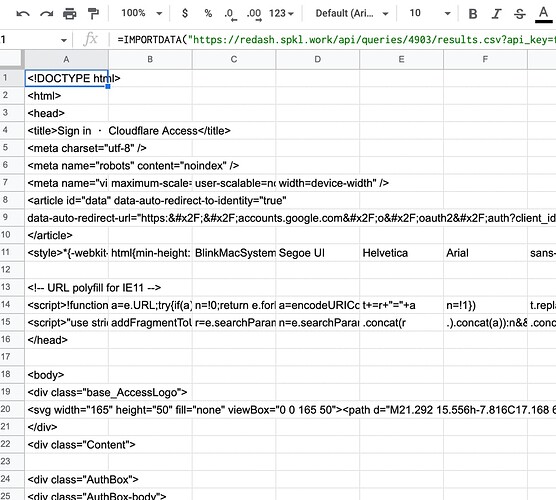 100% $ % .0 .00 123 Default (Ari... 10 B I S A
1 fx =IMPORTDATA("https://redash.spkl.work/api/queries/4903/results.csv?api_key=
A B C D E F
1 <!DOCTYPE html>
2 <html>
3 <head>
4 <title>Sign in ・ Cloudflare Access</title>
5 <meta charset="utf-8" />
6 <meta name="robots" content="noindex" />
7 <meta name="vi maximum-scale= user-scalable=no width=device-width" />
8 <article id="data" data-auto-redirect-to-identity="true"
9 data-auto-redirect-url="https:&#x2F;&#x2F;accounts.google.com&#x2F;o&#x2F;oauth2&#x2F;auth?client_id
10 </article>
11 <style>*{-webkit- html{min-height: BlinkMacSystem Segoe UI Helvetica Arial sans-
12
13 <!-- URL polyfill for IE11 -->
14 <script>!function a=e.URL;try{if(a) n=!0;return e.forl a=encodeURICo t+=r+"="+a n=!1}) t.repl
15 <script>"use stri addFragmentToU r=e.searchParan n=e.searchParan .concat(r .).concat(a)):n&& .conc
16 </head>
17
18 <body>
19 <div class="base_AccessLogo">
20 <svg width="165" height="50" fill="none" viewBox="0 0 165 50"><path d="M21.292 15.556h-7.816C17.168 6
21 </div>
22 <div class="Content">
23
24 <div class="AuthBox">
25 <div class="AuthBox-body">